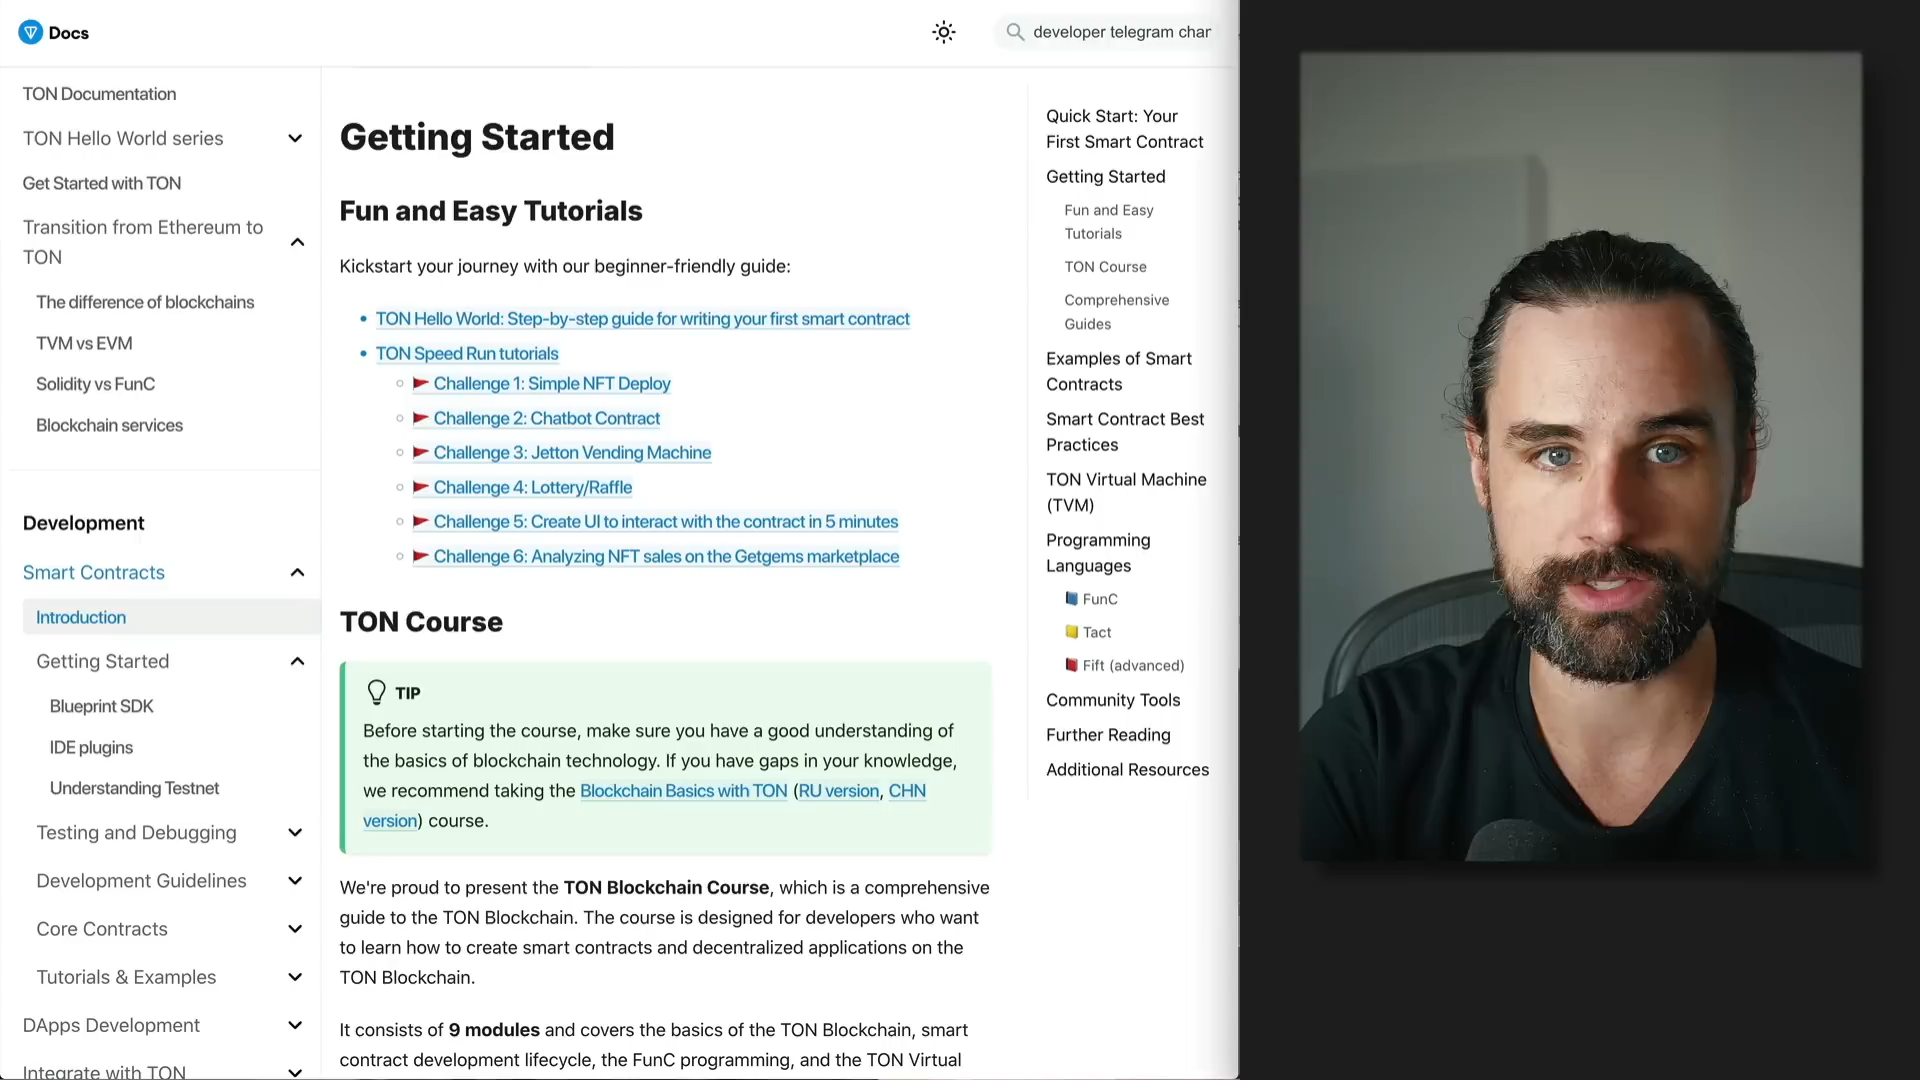 Docs
developer telegram char
TON Documentation
TON Hello World series
Get Started with TON
Transition from Ethereum to
TON
The difference of blockchains
TVM vs EVM
Solidity vs FunC
Blockchain services
Development
Smart Contracts
Introduction
Getting Started
Blueprint SDK
IDE plugins
Understanding Testnet
Testing and Debugging
Development Guidelines
Core Contracts
Tutorials & Examples
DApps Development
Integrate with TON
Getting Started
Fun and Easy Tutorials
Kickstart your journey with our beginner-friendly guide:
TON Hello World: Step-by-step guide for writing your first smart contract
TON Speed Run tutorials
Challenge 1: Simple NFT Deploy
Challenge 2: Chatbot Contract
Challenge 3: Jetton Vending Machine
Challenge 4: Lottery/Raffle
Challenge 5: Create UI to interact with the contract in 5 minutes
Challenge 6: Analyzing NFT sales on the Getgems marketplace
TON Course
TIP
Before starting the course, make sure you have a good understanding of
the basics of blockchain technology. If you have gaps in your knowledge,
we recommend taking the Blockchain Basics with TON (RU version, CHN
version) course.
We're proud to present the TON Blockchain Course, which is a comprehensive
guide to the TON Blockchain. The course is designed for developers who want
to learn how to create smart contracts and decentralized applications on the
TON Blockchain.
It consists of 9 modules and covers the basics of the TON Blockchain, smart
contract development lifecycle, the FunC programming, and the TON Virtual
Quick Start: Your
First Smart Contract
Getting Started
Fun and Easy
Tutorials
TON Course
Comprehensive
Guides
Examples of Smart
Contracts
Smart Contract Best
Practices
TON Virtual Machine
(TVM)
Programming
Languages
FunC
Tact
Fift (advanced)
Community Tools
Further Reading
Additional Resources